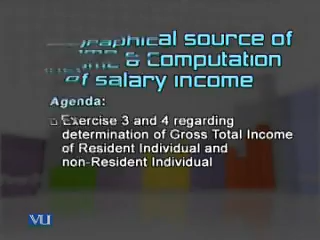 graphical source of
& Computation
of salary income
Agenda:
Exercise 3 and 4 regarding
determination of Gross Total Income
of Resident Individual and
non-Resident Individual
VU